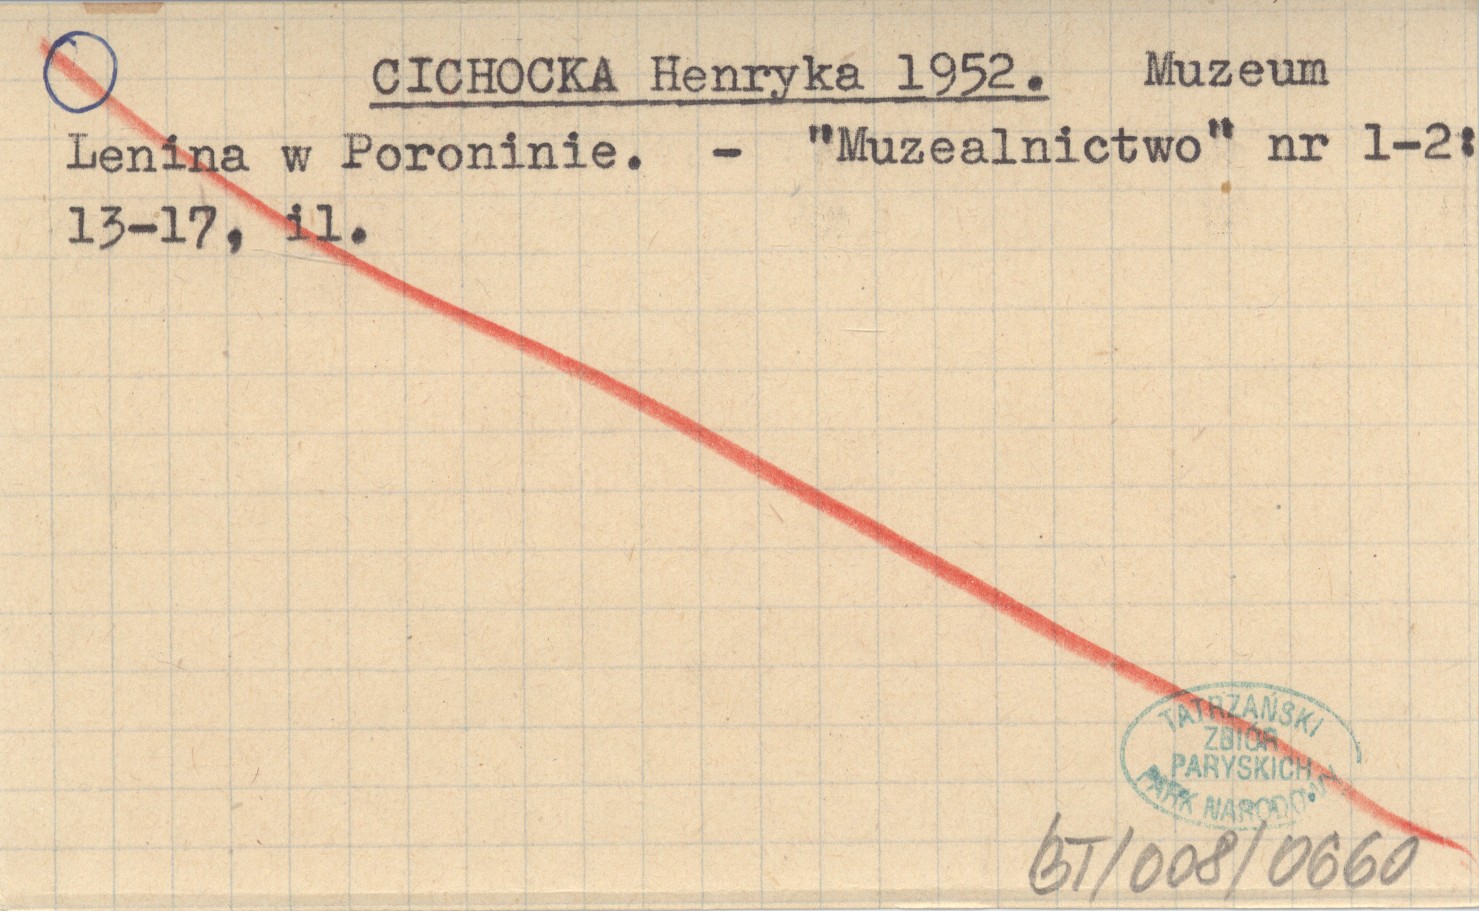 CICHOCKA Henryka 1952. Muzeum
Lenina w Poroninie. - "Muzealnictwo" nr 1-2:
13-17, il.
TATRZAŃSKI
ZBIÓR
PARYSKICH
PARK NARODOWY
BT/008/0660